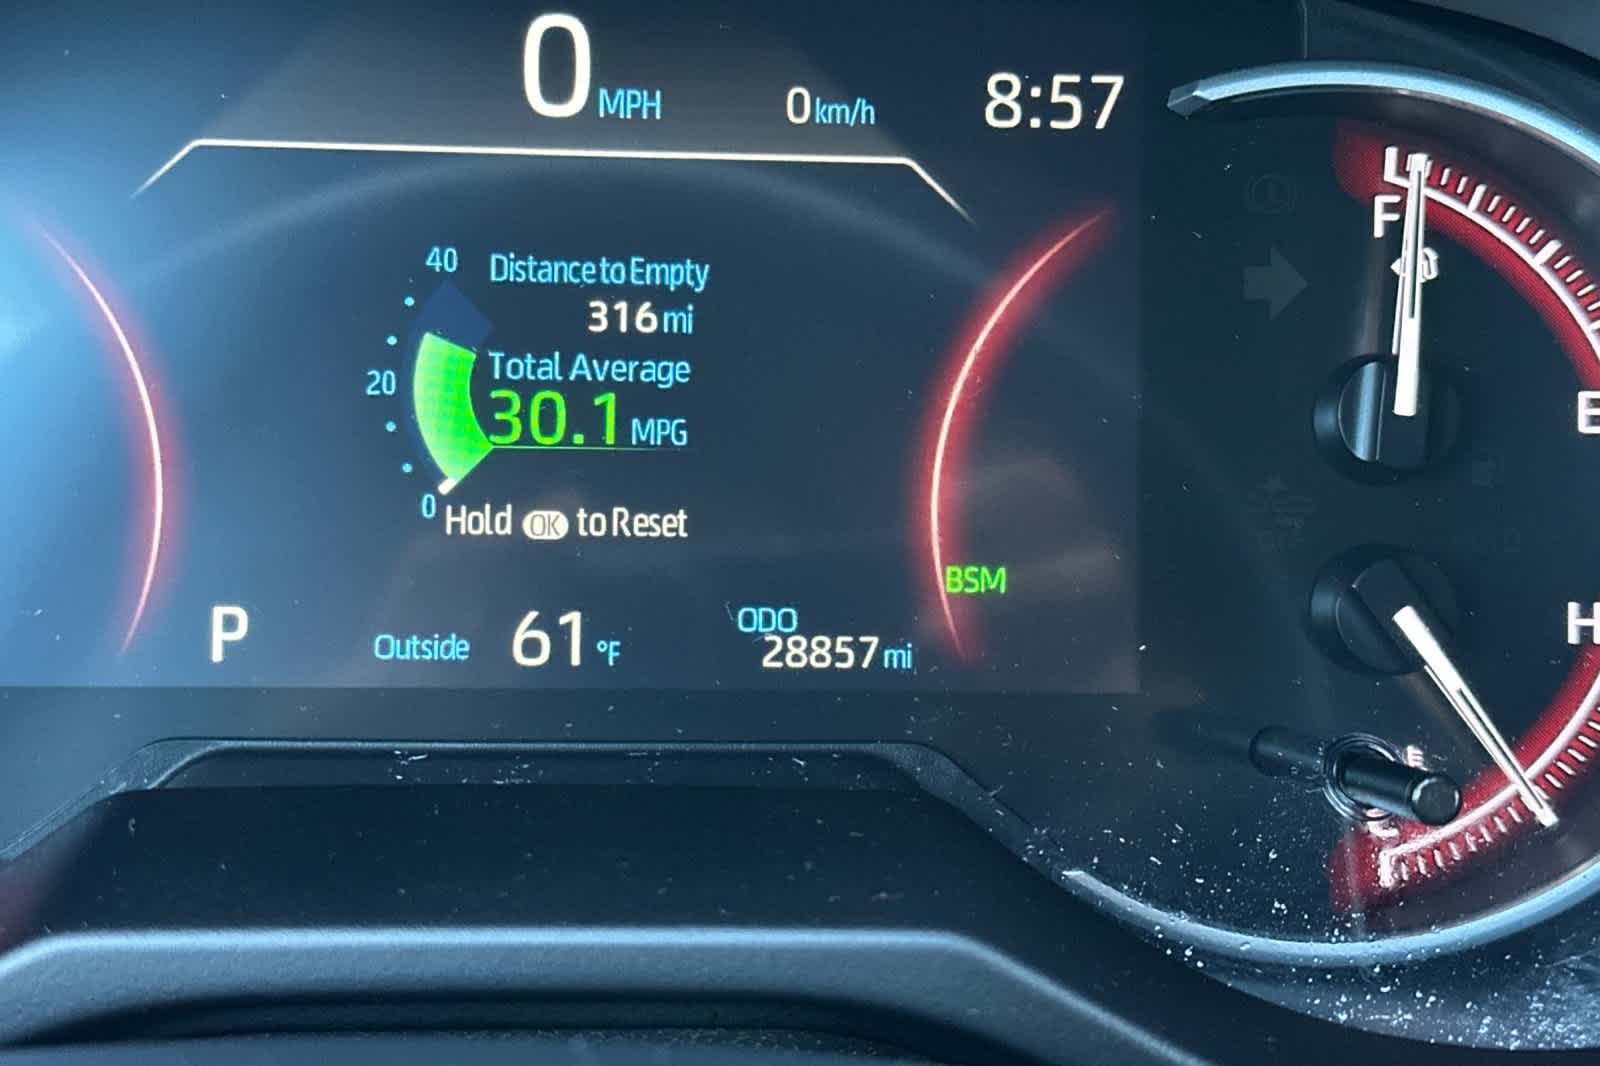 0 MPH
0 km/h
8:57
40
Distance to Empty
316 mi
20
Total Average
30.1 MPG
0
Hold OK to Reset
BSM
P
Outside 61 °F
ODO
28857 mi
F
E
H